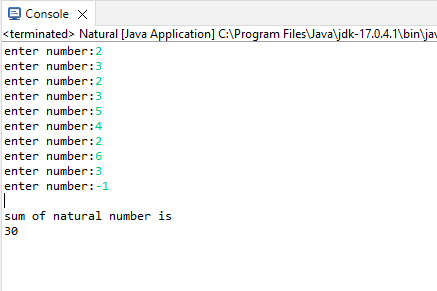 Console
<terminated> Natural [Java Application] C:\Program Files\Java\jdk-17.0.4.1\bin\jav
enter number:2
enter number:3
enter number:2
enter number:3
enter number:5
enter number:4
enter number:2
enter number:6
enter number:3
enter number:-1
sum of natural number is
30